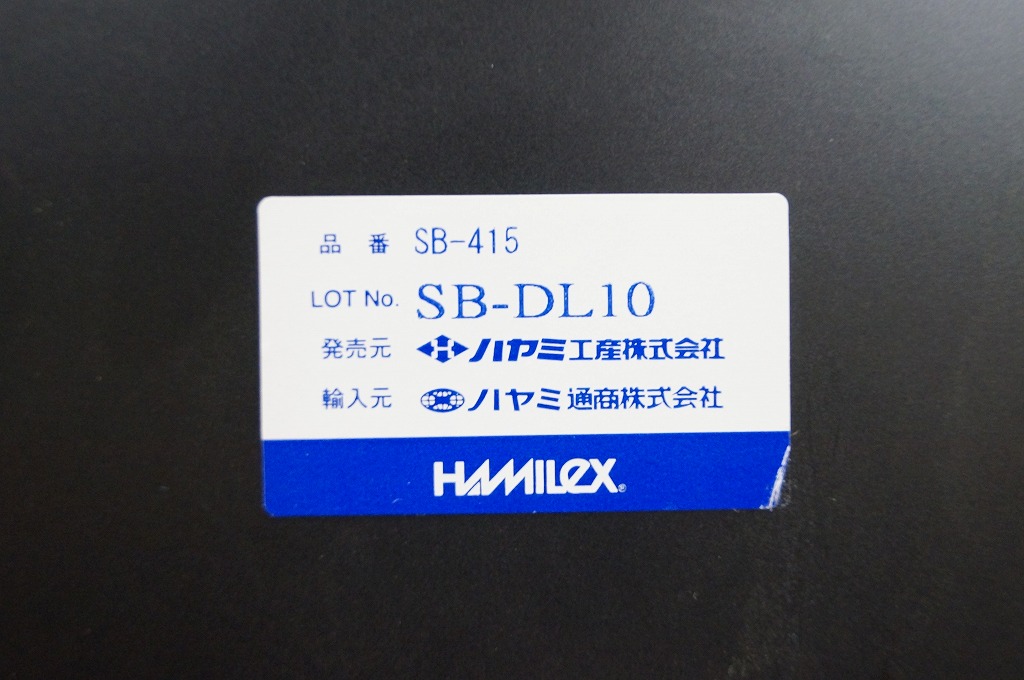 品 番 SB-415
LOT No. SB-DL10
発売元 H ハヤミ工産株式会社
輸入元 ハヤミ通商株式会社
HAMILEX®